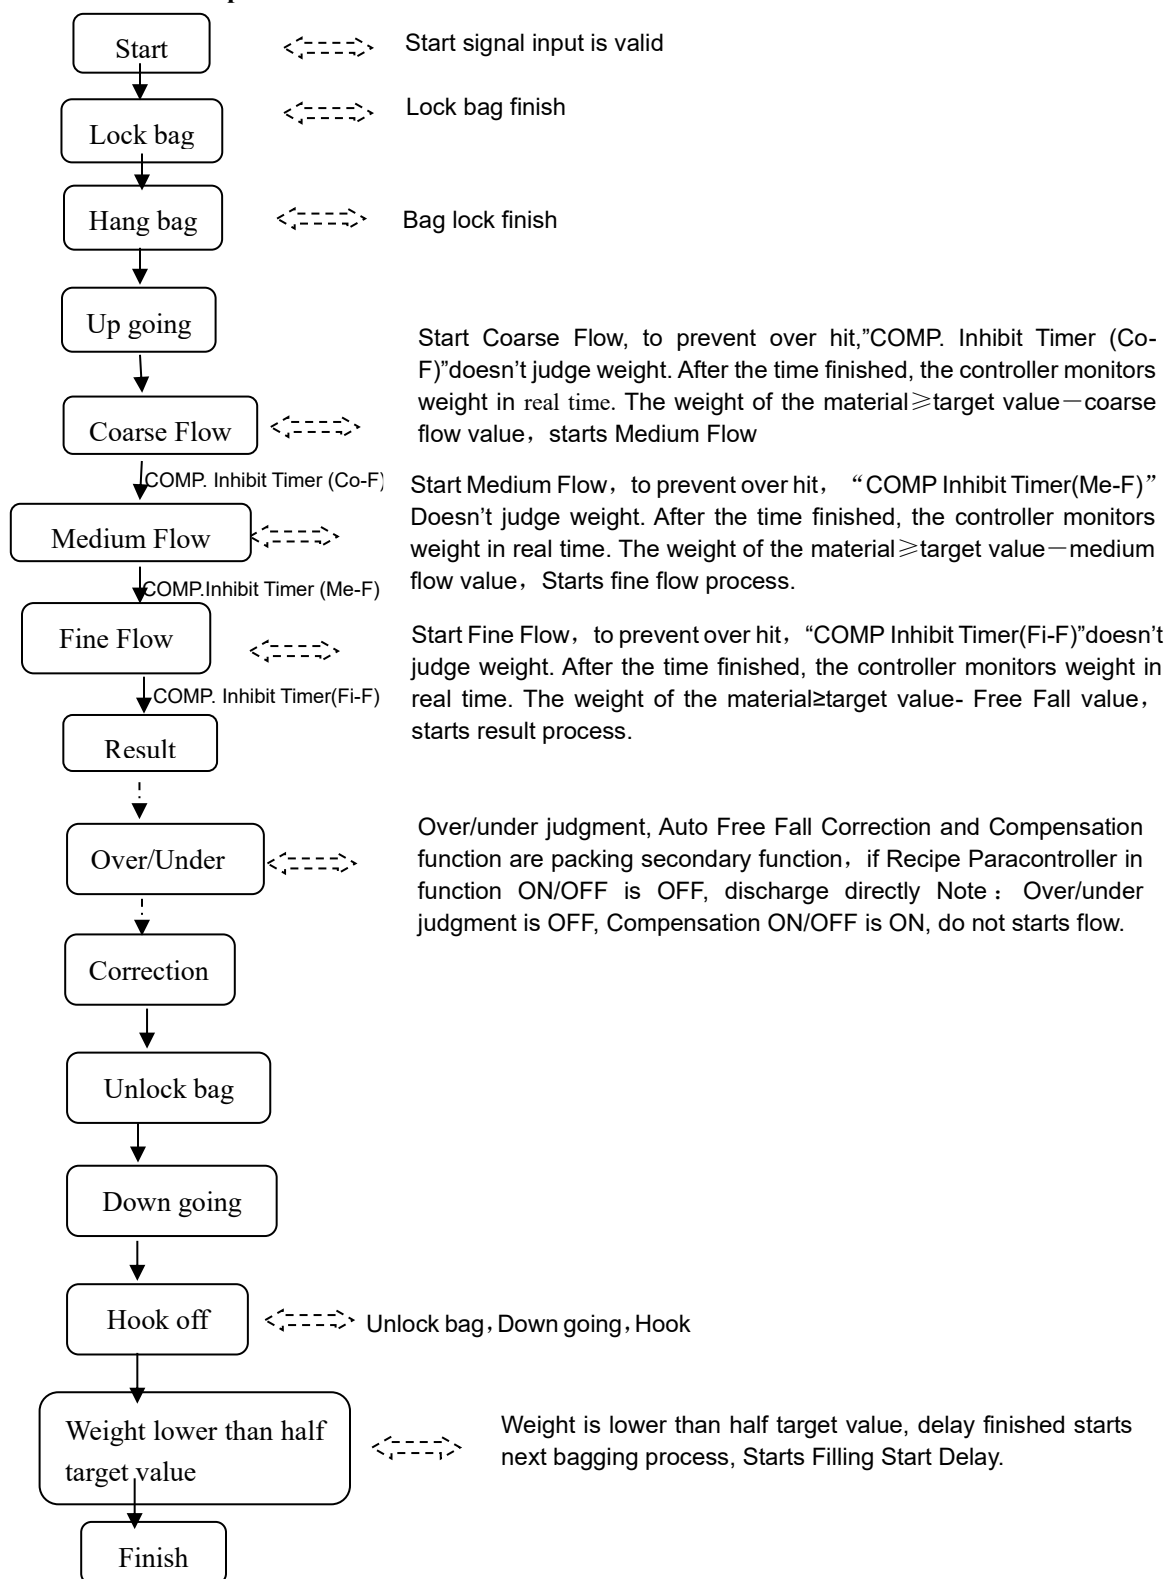 Start
Start signal input is valid
Lock bag
Lock bag finish
Hang bag
Bag lock finish
Up going
Start Coarse Flow, to prevent over hit,”COMP. Inhibit Timer (Co-
F)”doesn’t judge weight. After the time finished, the controller monitors
weight in real time. The weight of the material≥target value－coarse
flow value，starts Medium Flow
Coarse Flow
COMP. Inhibit Timer (Co-F)
Start Medium Flow，to prevent over hit，“COMP Inhibit Timer(Me-F)”
Doesn’t judge weight. After the time finished, the controller monitors
weight in real time. The weight of the material≥target value－medium
flow value，Starts fine flow process.
Medium Flow
COMP.Inhibit Timer (Me-F)
Fine Flow
Start Fine Flow，to prevent over hit，“COMP Inhibit Timer(Fi-F)”doesn’t
judge weight. After the time finished, the controller monitors weight in
real time. The weight of the material≥target value- Free Fall value，
starts result process.
COMP. Inhibit Timer(Fi-F)
Result
Over/Under
Over/under judgment, Auto Free Fall Correction and Compensation
function are packing secondary function，if Recipe Paracontroller in
function ON/OFF is OFF, discharge directly Note： Over/under
judgment is OFF, Compensation ON/OFF is ON, do not starts flow.
Correction
Unlock bag
Down going
Hook off
Unlock bag，Down going，Hook
Weight lower than half
target value
Weight is lower than half target value, delay finished starts
next bagging process, Starts Filling Start Delay.
Finish